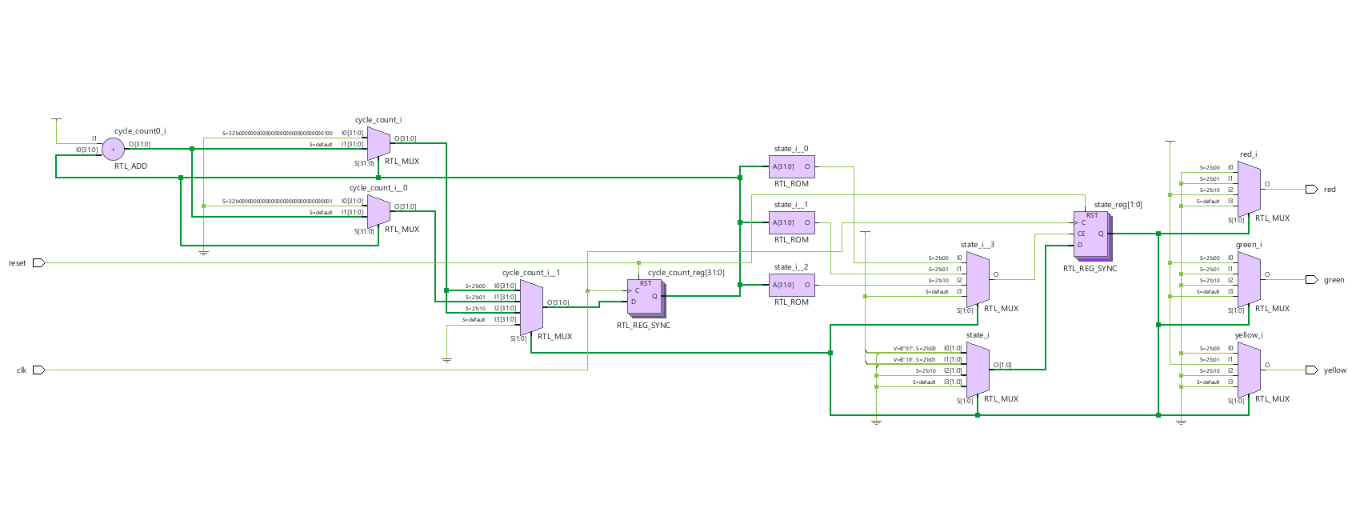 cycle_count0_i
I1
I0[31:0]
+
O[31:0]
RTL_ADD
cycle_count_i
S=default
I0[31:0]
I1[31:0]
S[31:0]
O[31:0]
RTL_MUX
cycle_count_i__0
S=default
I0[31:0]
I1[31:0]
S[31:0]
O[31:0]
RTL_MUX
reset
clk
cycle_count_i__1
S=2'b00 I0[31:0]
S=2'b01 I1[31:0]
S=2'b10 I2[31:0]
S=default I3[31:0]
S[1:0]
O[31:0]
RTL_MUX
cycle_count_reg[31:0]
RST
C
D
Q
RTL_REG_SYNC
state_i__0
A[31:0] O
RTL_ROM
state_i__1
A[31:0] O
RTL_ROM
state_i__2
A[31:0] O
RTL_ROM
state_i__3
S=2'b00 I0
S=2'b01 I1
S=2'b10 I2
S=default I3
S[1:0]
O
RTL_MUX
state_i
V=B"01", S=2'b00 I0[1:0]
V=B"10", S=2'b01 I1[1:0]
S=2'b10 I2[1:0]
S=default I3[1:0]
S[1:0]
O[1:0]
RTL_MUX
state_reg[1:0]
RST
C
CE
D
Q
RTL_REG_SYNC
red_i
S=2'b00 I0
S=2'b01 I1
S=2'b10 I2
S=default I3
S[1:0]
O
RTL_MUX
red
green_i
S=2'b00 I0
S=2'b01 I1
S=2'b10 I2
S=default I3
S[1:0]
O
RTL_MUX
green
yellow_i
S=2'b00 I0
S=2'b01 I1
S=2'b10 I2
S=default I3
S[1:0]
O
RTL_MUX
yellow